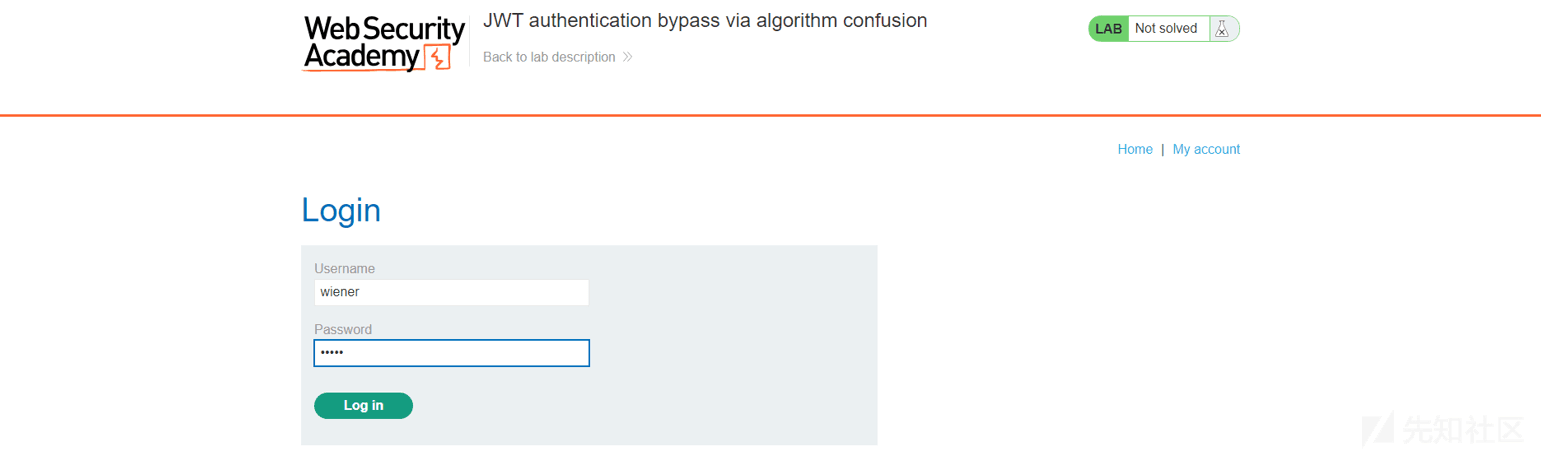 Web Security
Academy
JWT authentication bypass via algorithm confusion
Back to lab description
LAB Not solved
Home | My account
Login
Username
wiener
Password
•••••
Log in
先知社区